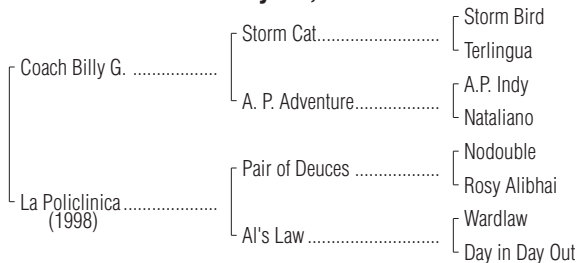 Storm Bird
Storm Cat
Terlingua
Coach Billy G.
A.P. Indy
A. P. Adventure
Nataliano
Nodouble
Pair of Deuces
Rosy Alibhai
La Policlinica
(1998)
Wardlaw
Al's Law
Day in Day Out